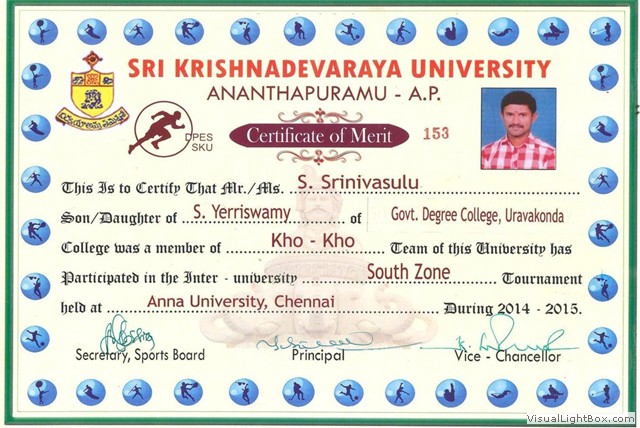 SRI KRISHNADEVARAYA UNIVERSITY
ANANTHAPURAMU - A.P.
DPES
SKU
Certificate of Merit 153
This Is to Certify That Mr./Ms. S. Srinivasulu
Son/Daughter of S. Yerriswamy of Govt. Degree College, Uravakonda
College was a member of Kho - Kho Team of this University has
Participated in the Inter - university South Zone Tournament
held at Anna University, Chennai During 2014 - 2015.
Secretary, Sports Board Principal Vice - Chancellor
VisualLightBox.com